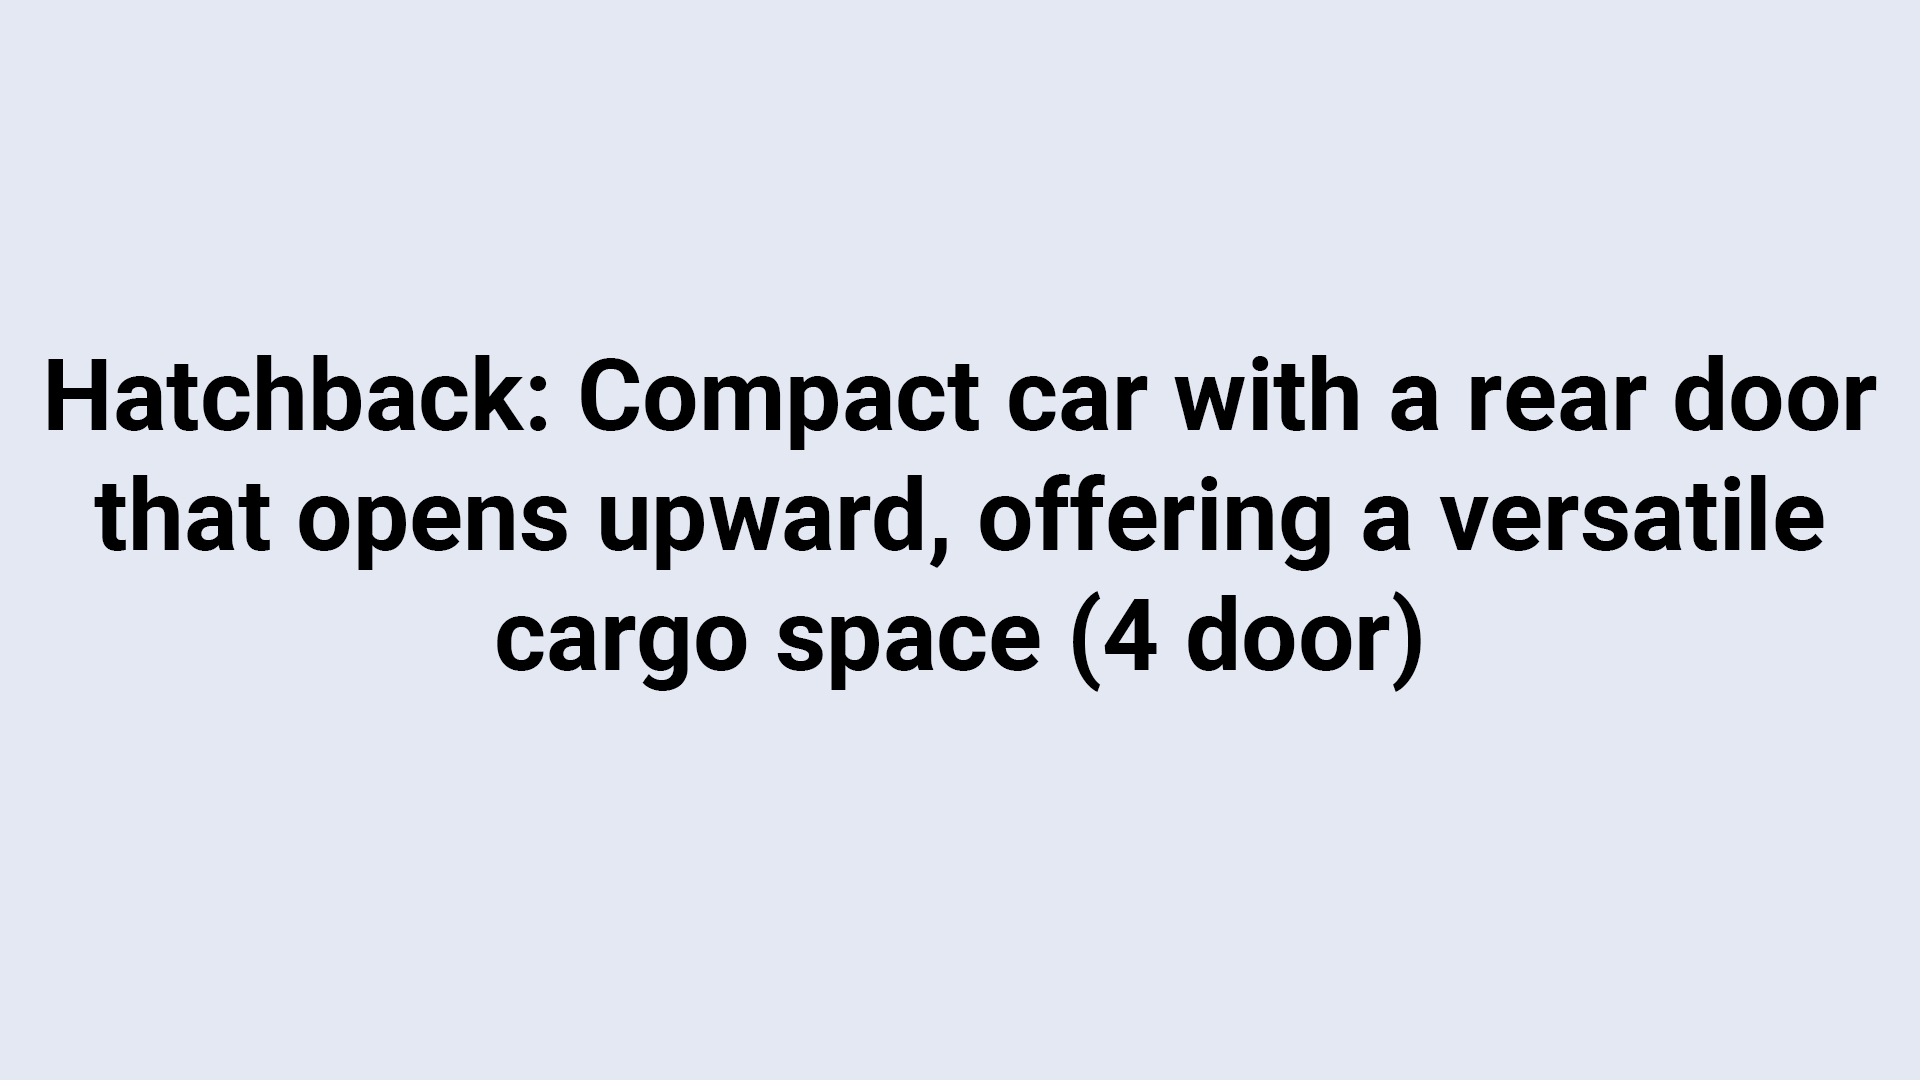 Hatchback: Compact car with a rear door
that opens upward, offering a versatile
cargo space (4 door)